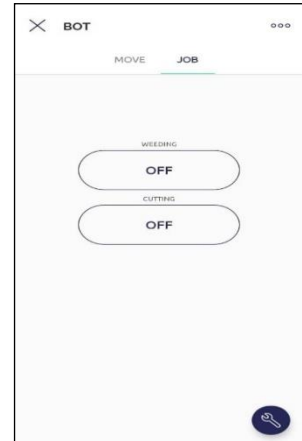 BOT
MOVE JOB
WEEDING
OFF
CUTTING
OFF